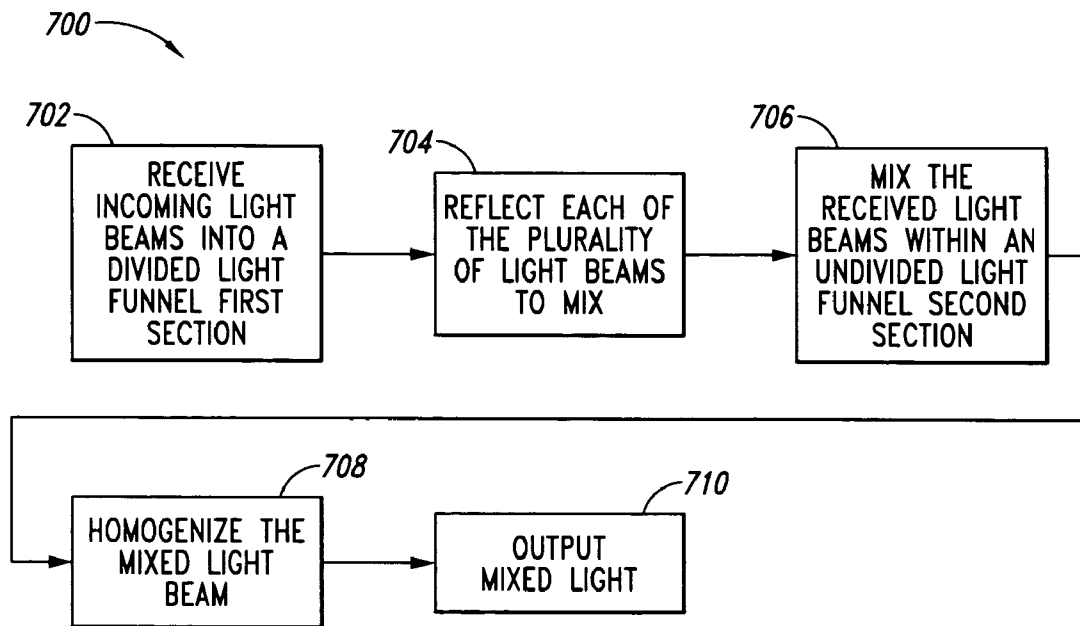 700
702
RECEIVE
INCOMING LIGHT
BEAMS INTO A
DIVIDED LIGHT
FUNNEL FIRST
SECTION
704
REFLECT EACH OF
THE PLURALITY
OF LIGHT BEAMS
TO MIX
706
MIX THE
RECEIVED LIGHT
BEAMS WITHIN AN
UNDIVIDED LIGHT
FUNNEL SECOND
SECTION
708
HOMOGENIZE THE
MIXED LIGHT
BEAM
710
OUTPUT
MIXED LIGHT